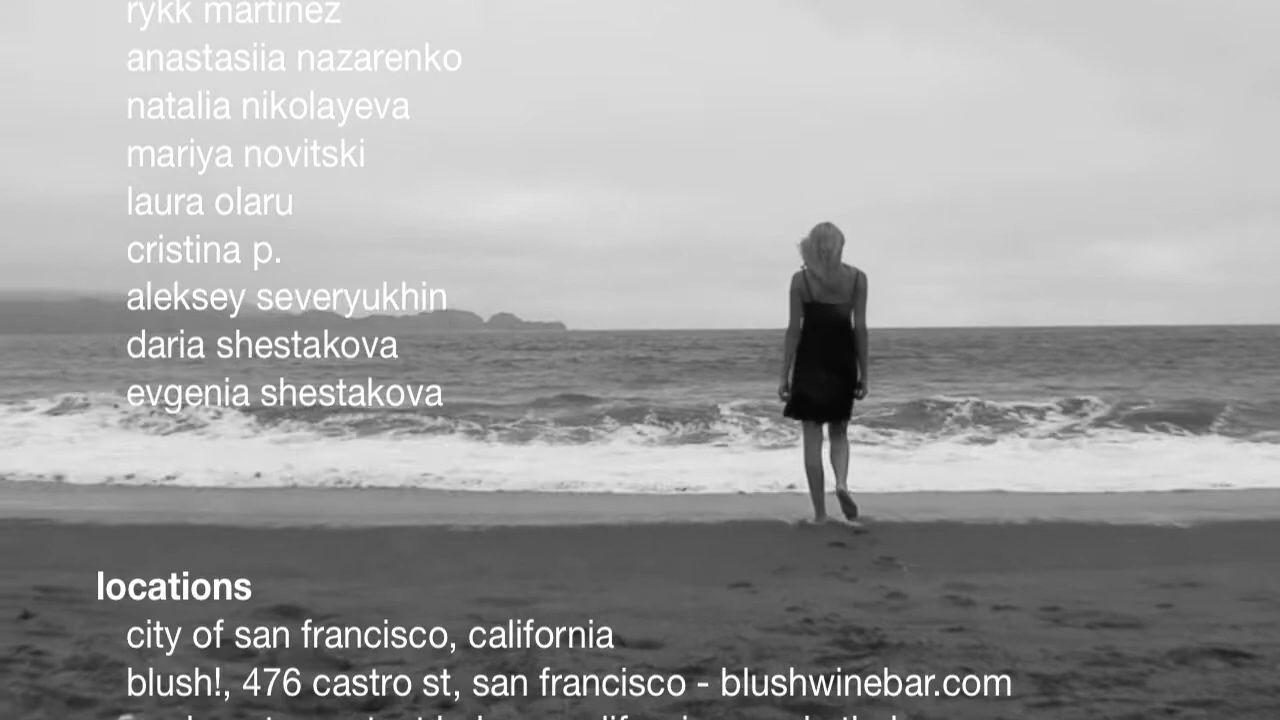 rykk martinez
anastasiia nazarenko
natalia nikolayeva
mariya novitski
laura olaru
cristina p.
aleksey severyukhin
daria shestakova
evgenia shestakova
locations
city of san francisco, california
blush!, 476 castro st, san francisco - blushwinebar.com